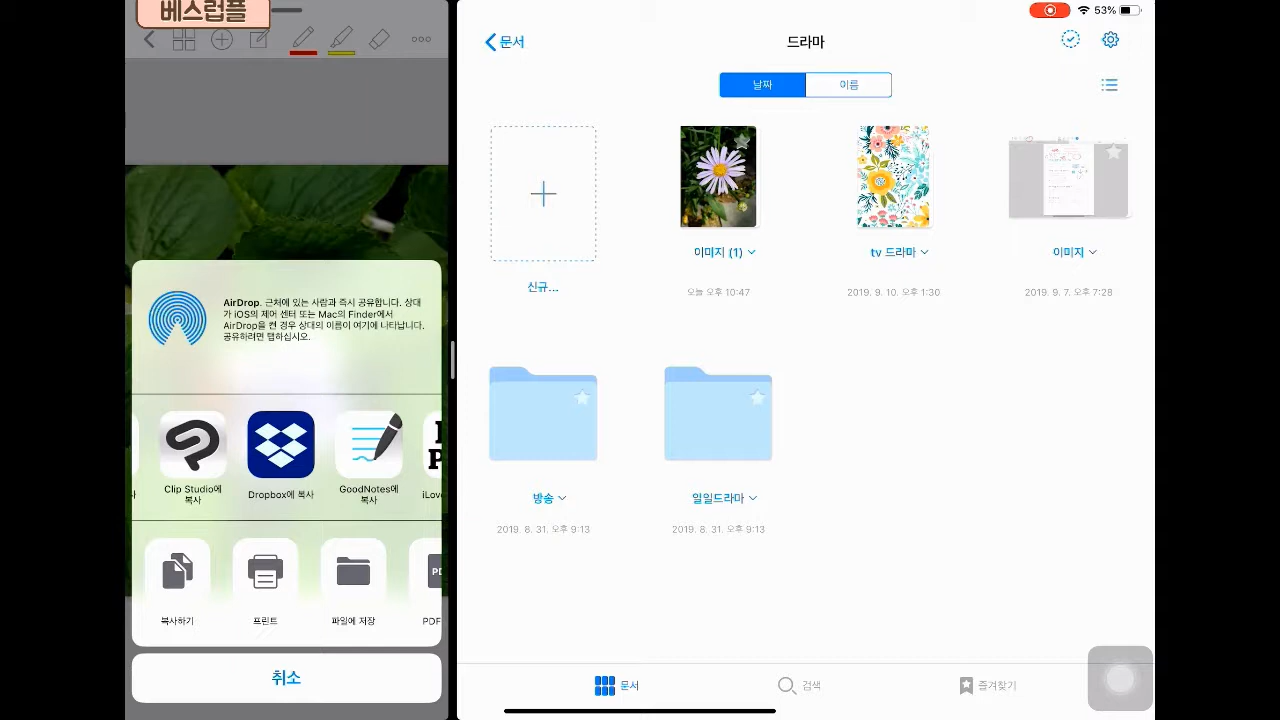 베스럽플
AirDrop. 근처에 있는 사람과 즉시 공유합니다. 상대
가 iOS의 제어 센터 또는 Mac의 Finder에서
AirDrop을 켠 경우 상대의 이름이 여기에 나타납니다.
공유하려면 탭하십시오.
Clip Studio에
복사
Dropbox에 복사
GoodNotes에
복사
iLove
복사하기
프린트
파일에 저장
PDF
취소
53%
문서
드라마
날짜
이름
신규...
이미지 (1)
오늘 오후 10:47
tv 드라마
2019. 9. 10. 오후 1:30
이미지
2019. 9. 7. 오후 7:28
방송
2019. 8. 31. 오후 9:13
일일드라마
2019. 8. 31. 오후 9:13
문서
검색
즐겨찾기